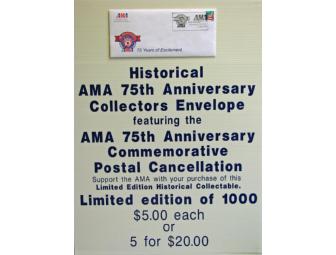 AMA
AMA
75 Years of Excitement
Historical
AMA 75th Anniversary
Collectors Envelope
featuring the
AMA 75th Anniversary
Commemorative
Postal Cancellation
Support the AMA with your purchase of this
Limited Edition Historical Collectable.
Limited edition of 1000
$5.00 each
or
5 for $20.00